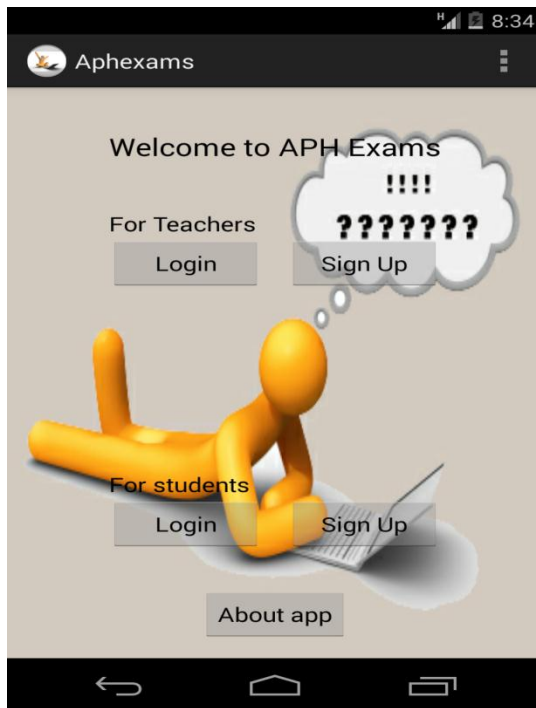 H 8:34
Aphexams
Welcome to APH Exams
!!!!
???????
For Teachers
Login Sign Up
For students
Login Sign Up
About app